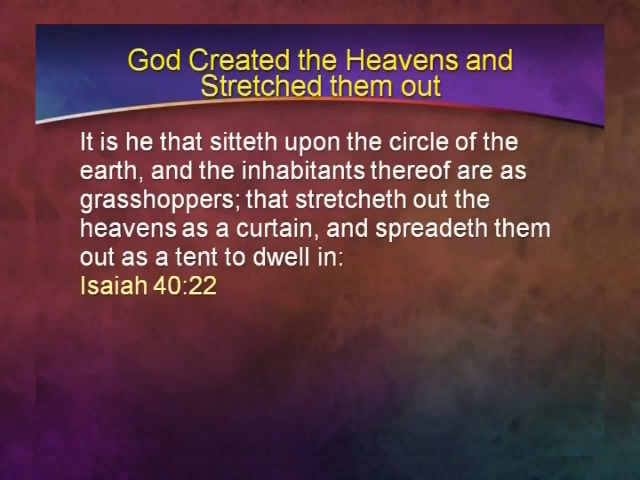 God Created the Heavens and
Stretched them out
It is he that sitteth upon the circle of the
earth, and the inhabitants thereof are as
grasshoppers; that stretcheth out the
heavens as a curtain, and spreadeth them
out as a tent to dwell in:
Isaiah 40:22